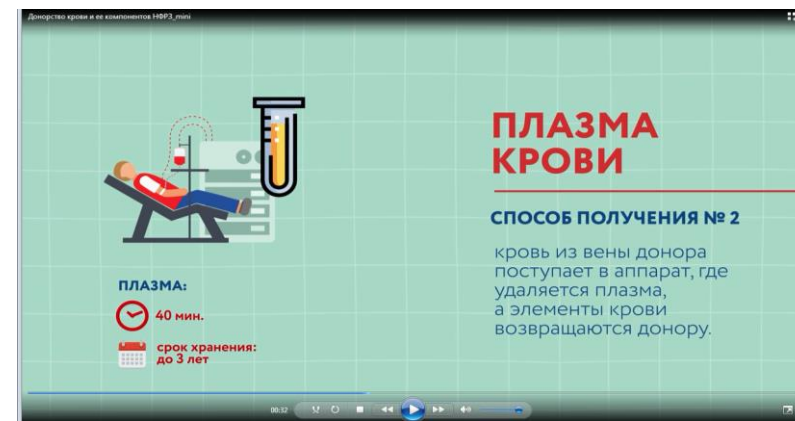 Донорство крови и ее компонентов НФРЗ_mini
ПЛАЗМА
КРОВИ
СПОСОБ ПОЛУЧЕНИЯ № 2
кровь из вены донора
поступает в аппарат, где
удаляется плазма,
а элементы крови
возвращаются донору.
ПЛАЗМА:
40 мин.
срок хранения:
до 3 лет
00:32